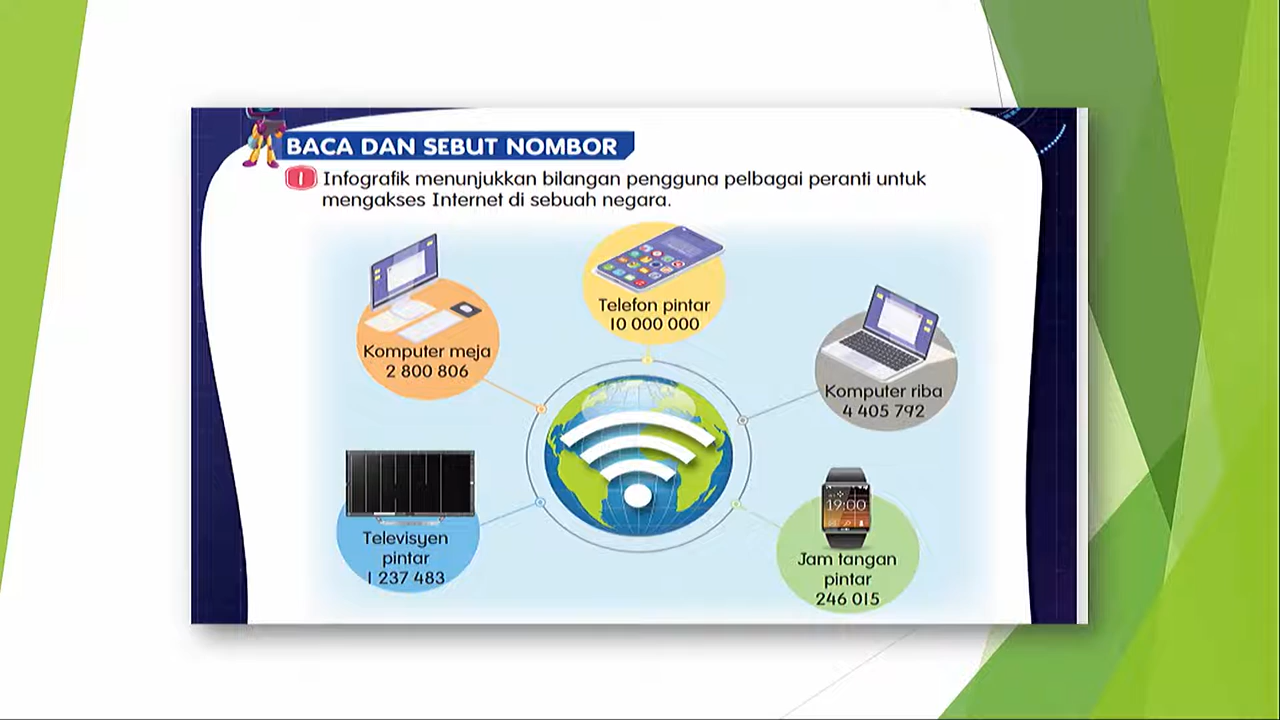 BACA DAN SEBUT NOMBOR
1 Infografik menunjukkan bilangan pengguna pelbagai peranti untuk
mengakses Internet di sebuah negara.
Telefon pintar
10 000 000
Komputer meja
2 800 806
Komputer riba
4 405 792
19:00
Televisyen
pintar
1 237 483
Jam tangan
pintar
246 015